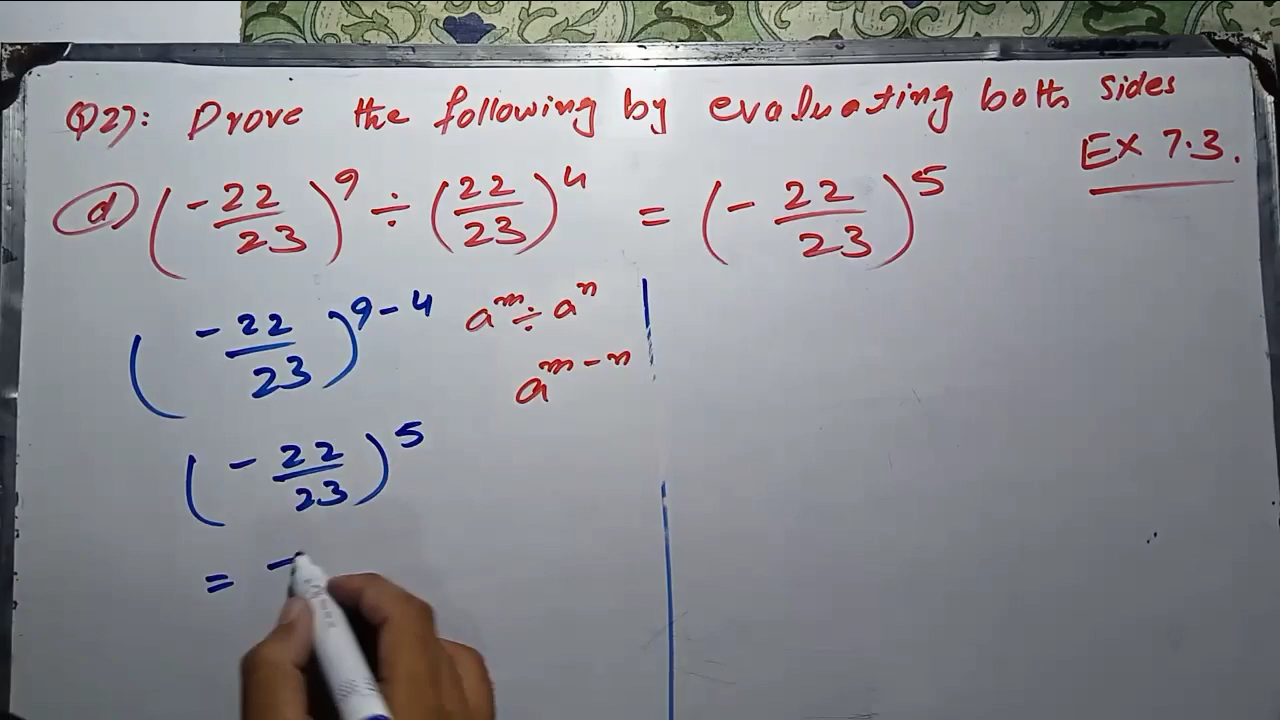 Q2): Prove the following by evaluating both sides
Ex 7.3.
(d) (-22/23)^9 ÷ (22/23)^4 = (-22/23)^5
(-22/23)^9-4 a^m ÷ a^n
a^m-n
(-22/23)^5
= -